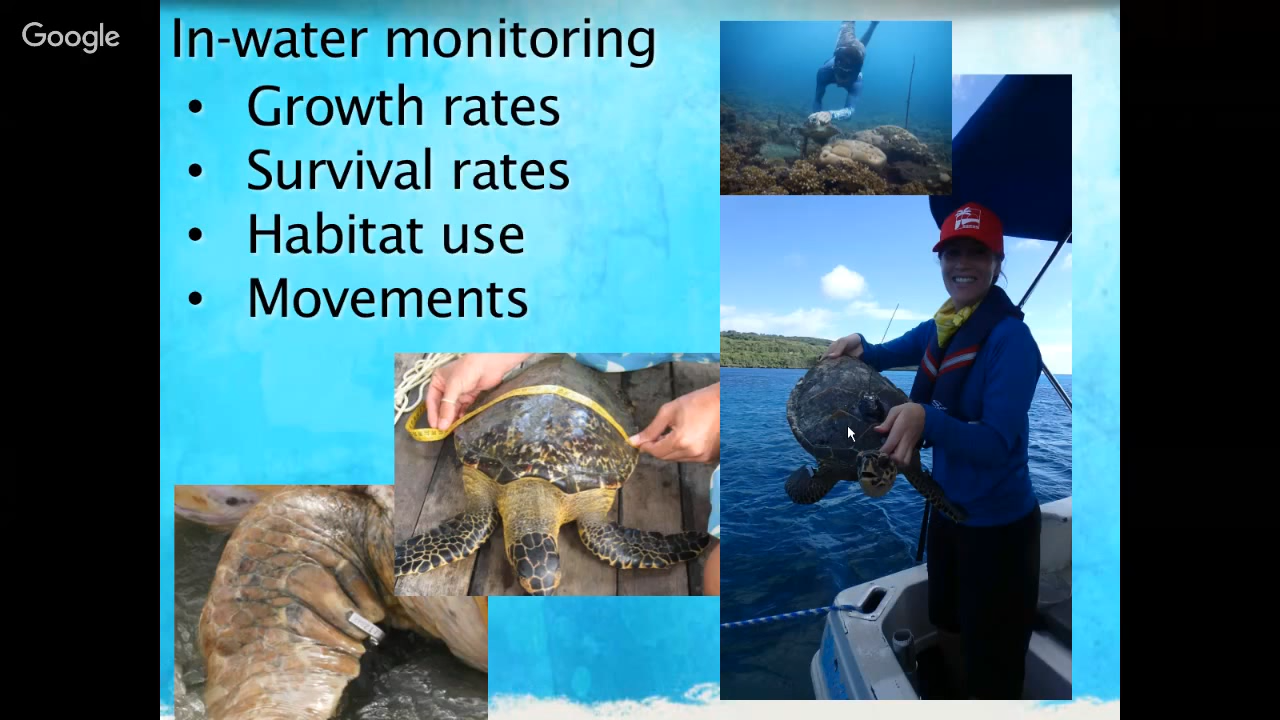 Google
In-water monitoring
• Growth rates
• Survival rates
• Habitat use
• Movements